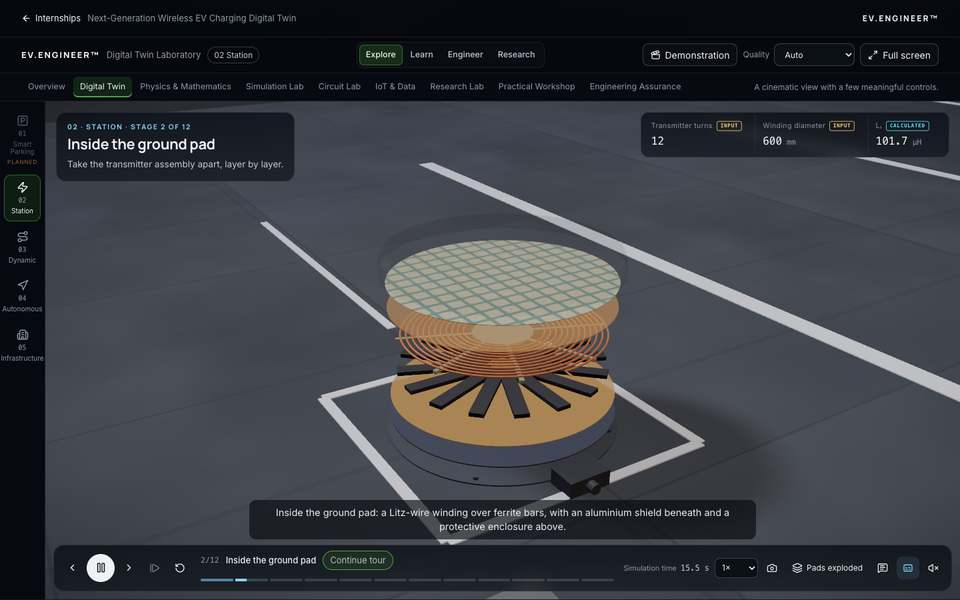 Internships Next-Generation Wireless EV Charging Digital Twin EV.ENGINEER™
EV.ENGINEER™ Digital Twin Laboratory 02 Station Explore Learn Engineer Research Demonstration Quality Auto Full screen
Overview Digital Twin Physics & Mathematics Simulation Lab Circuit Lab IoT & Data Research Lab Practical Workshop Engineering Assurance A cinematic view with a few meaningful controls.
01
Smart
Parking
PLANNED
02
Station
03
Dynamic
04
Autonomous
05
Infrastructure
02 · STATION · STAGE 2 OF 12
Inside the ground pad
Take the transmitter assembly apart, layer by layer.
Transmitter turns INPUT
12
Winding diameter INPUT
600 mm
L₁ CALCULATED
101.7 µH
Inside the ground pad: a Litz-wire winding over ferrite bars, with an aluminium shield beneath and a
protective enclosure above.
2/12 Inside the ground pad Continue tour
Simulation time 15.5 s 1× Pads exploded